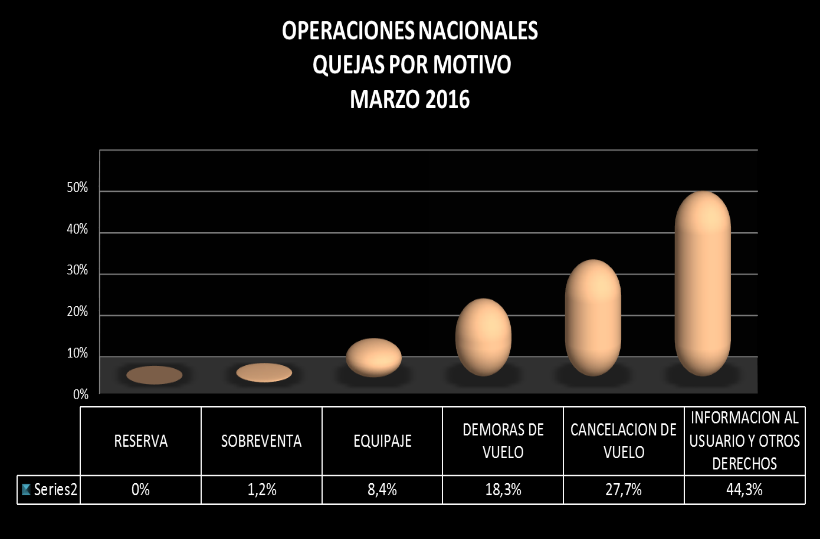 OPERACIONES NACIONALES
QUEJAS POR MOTIVO
MARZO 2016
50%
40%
30%
20%
10%
0%
RESERVA
SOBREVENTA
EQUIPAJE
DEMORAS DE
VUELO
CANCELACION DE
VUELO
INFORMACION AL
USUARIO Y OTROS
DERECHOS
Series2 0% 1,2% 8,4% 18,3% 27,7% 44,3%